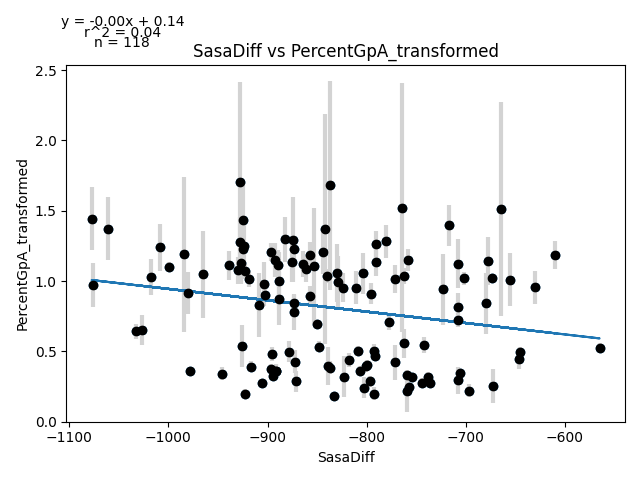 y = -0.00x + 0.14
r^2 = 0.04
n = 118
SasaDiff vs PercentGpA_transformed
2.5
2.0
1.5
1.0
0.5
0.0
PercentGpA_transformed
−1100
−1000
−900
−800
−700
−600
SasaDiff